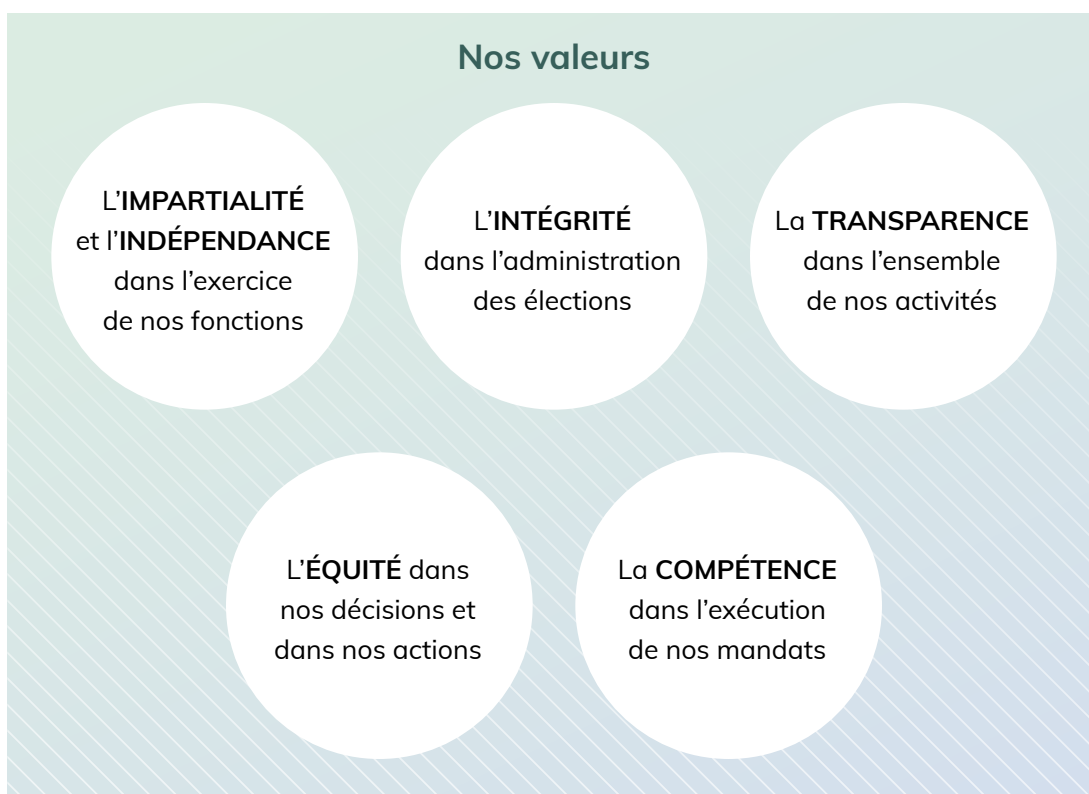 Nos valeurs
L’IMPARTIALITÉ
et l’INDÉPENDANCE
dans l’exercice
de nos fonctions
L’INTÉGRITÉ
dans l’administration
des élections
La TRANSPARENCE
dans l’ensemble
de nos activités
L’ÉQUITÉ dans
nos décisions et
dans nos actions
La COMPÉTENCE
dans l’exécution
de nos mandats